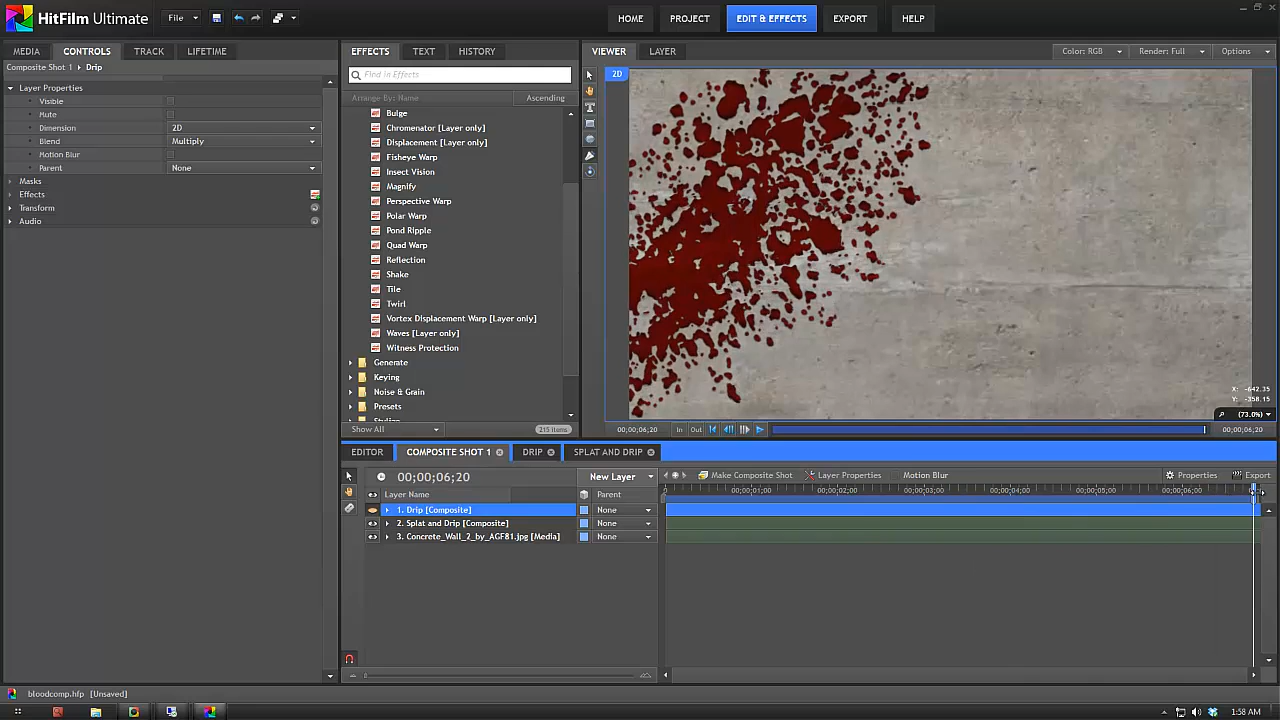 HitFilm Ultimate
File
HOME
PROJECT
EDIT & EFFECTS
EXPORT
HELP
MEDIA
CONTROLS
TRACK
LIFETIME
Composite Shot 1 ▸ Drip
Layer Properties
Visible
Mute
Dimension 2D
Blend Multiply
Motion Blur
Parent None
Masks
Effects
Transform
Audio
EFFECTS
TEXT
HISTORY
Find in Effects
Arrange By: Name
Ascending
Bulge
Chromenator [Layer only]
Displacement [Layer only]
Fisheye Warp
Insect Vision
Magnify
Perspective Warp
Polar Warp
Pond Ripple
Quad Warp
Reflection
Shake
Tile
Twirl
Vortex Displacement Warp [Layer only]
Waves [Layer only]
Witness Protection
Generate
Keying
Noise & Grain
Presets
Show All
215 items
VIEWER
LAYER
Color: RGB
Render: Full
Options
2D
X: -642.35
Y: -358.15
(73.0%)
00;00;06;20
In
Out
00;00;06;20
EDITOR
COMPOSITE SHOT 1
DRIP
SPLAT AND DRIP
00;00;06;20
New Layer
Make Composite Shot
Layer Properties
Motion Blur
Properties
Export
Layer Name
Parent
00;00;01;00
00;00;02;00
00;00;03;00
00;00;04;00
00;00;05;00
00;00;06;00
1. Drip [Composite]
None
2. Splat and Drip [Composite]
None
3. Concrete_Wall_2_by_AGF81.jpg [Media]
None
bloodcomp.hfp [Unsaved]
1:58 AM